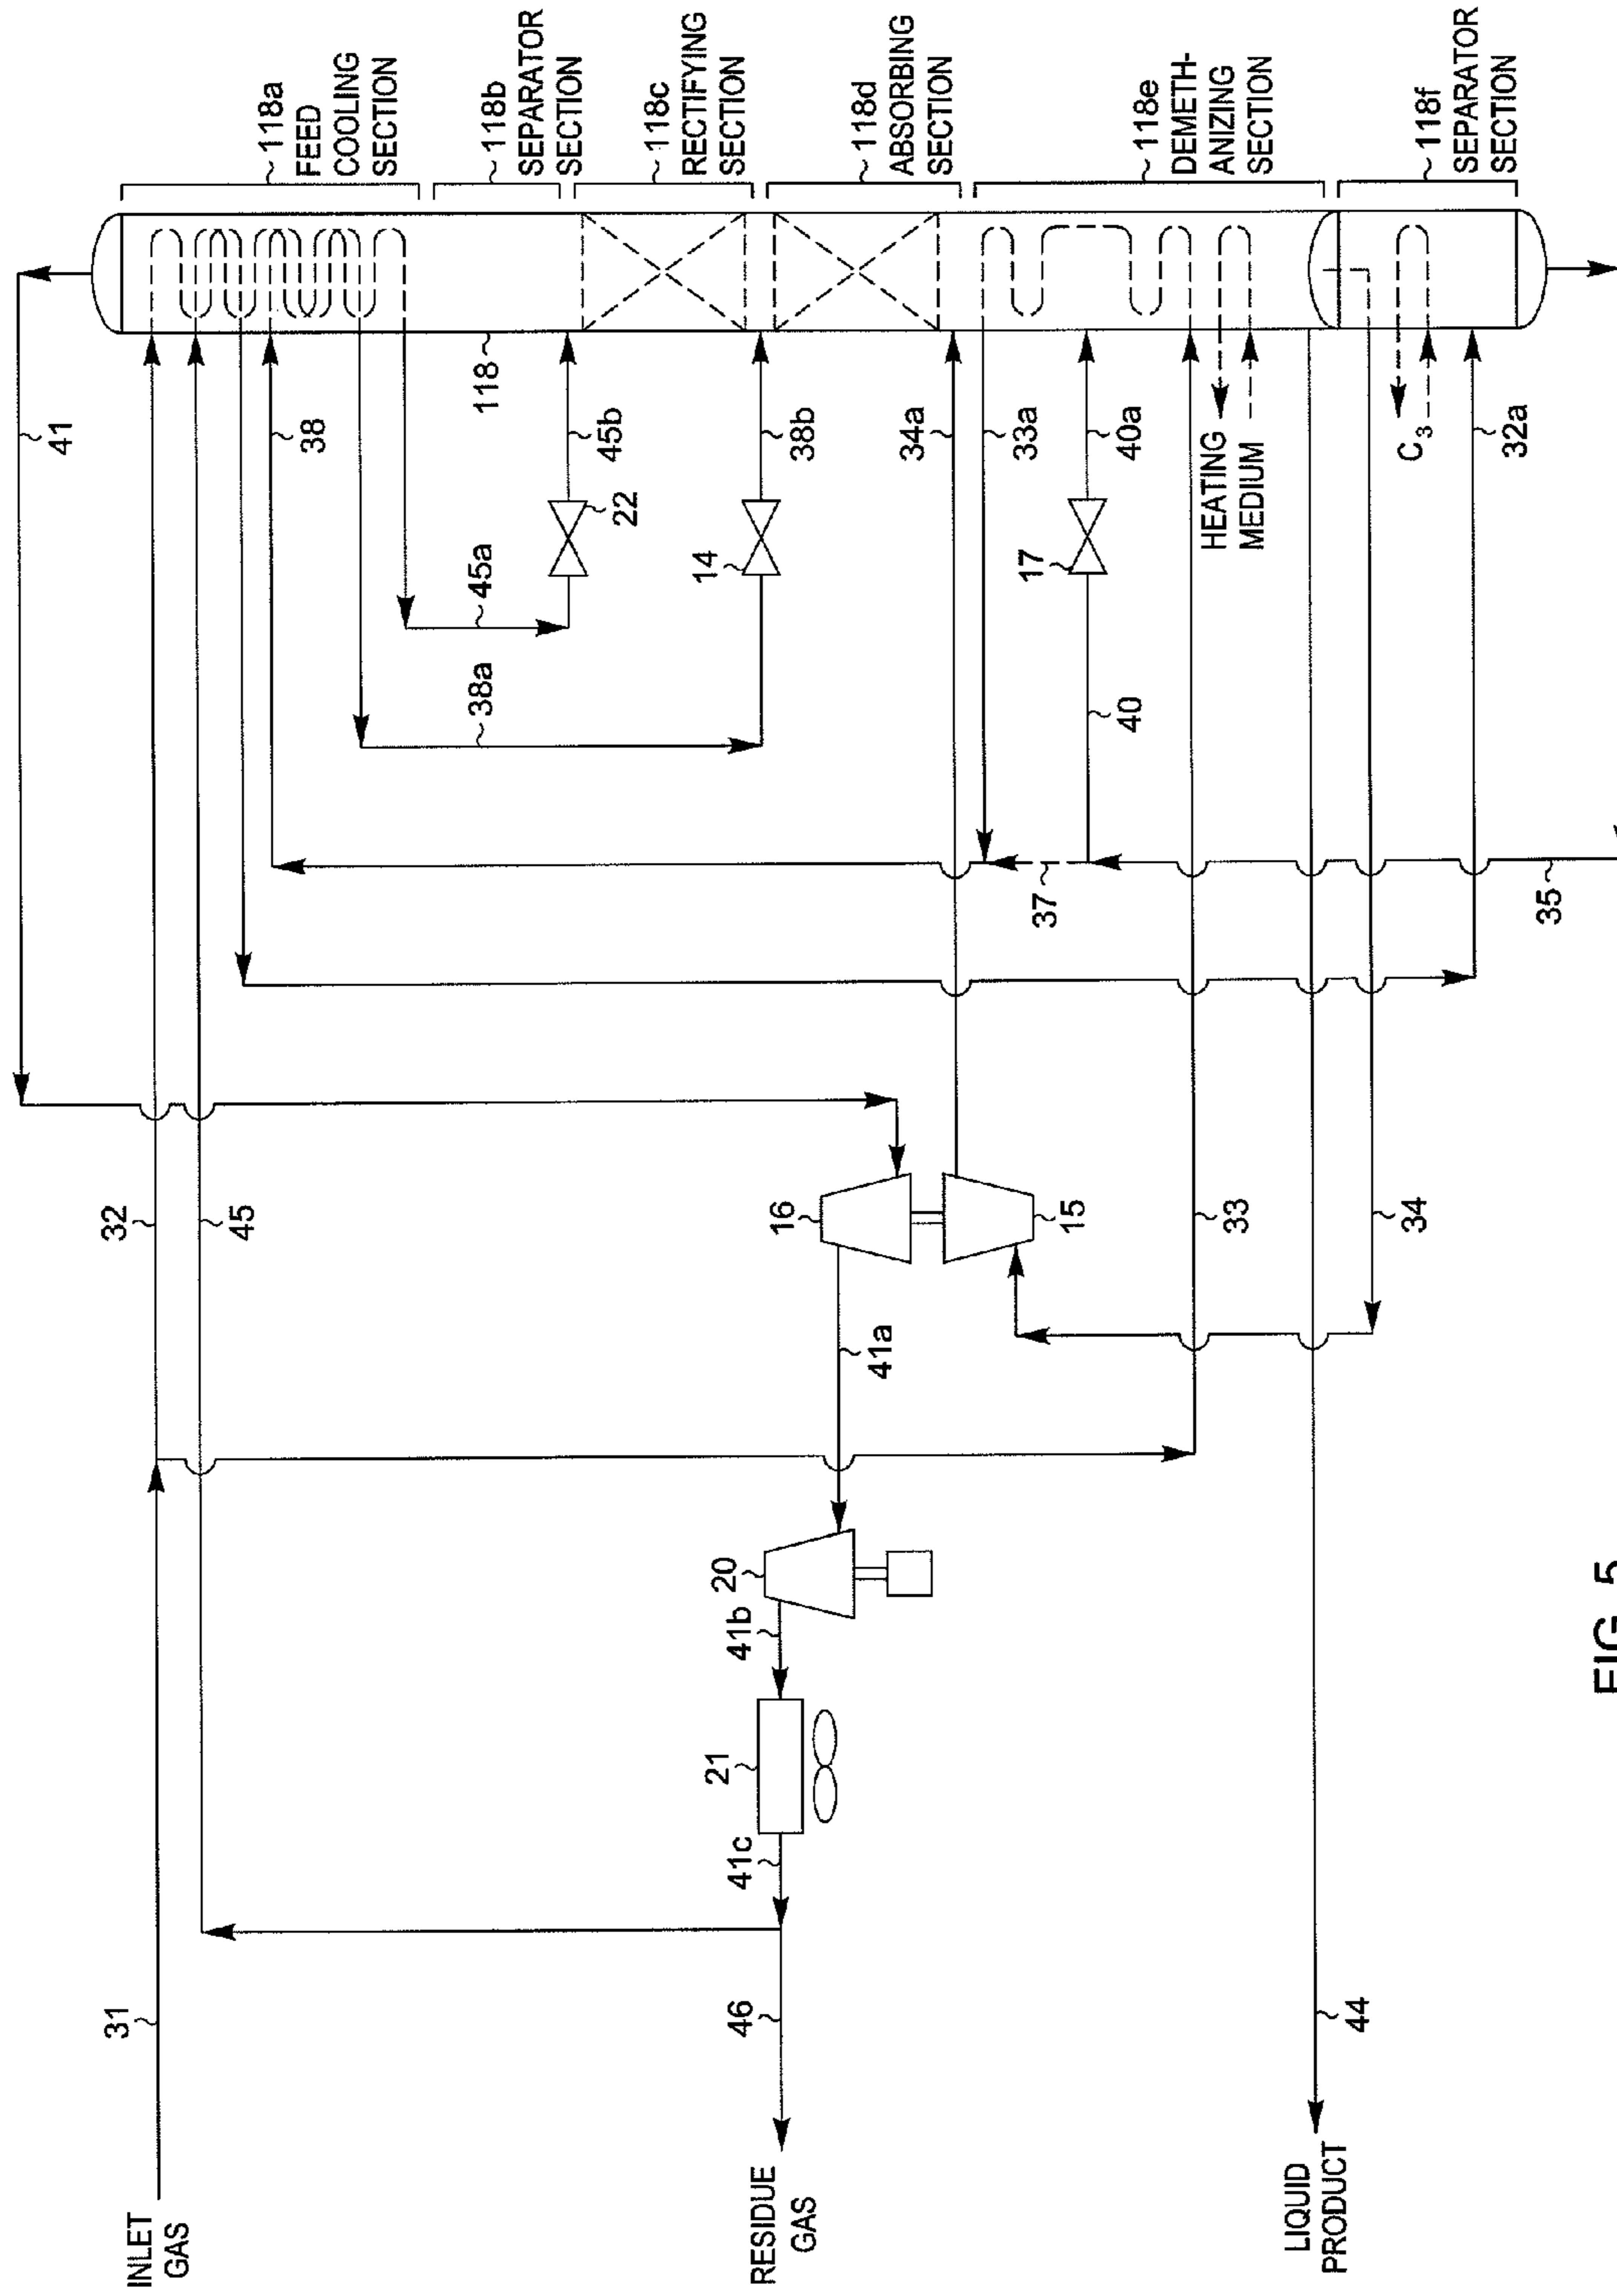 41
INLET
GAS
31
32
45
118a
FEED
COOLING
SECTION
38
118
118b
SEPARATOR
SECTION
45a
45b
22
38a
14
38b
118c
RECTIFYING
SECTION
RESIDUE
GAS
46
41c
21
41b
20
41a
16
15
34a
33a
118d
ABSORBING
SECTION
37
40
17
40a
118e
DEMETH-
ANIZING
SECTION
33
HEATING
MEDIUM
LIQUID
PRODUCT
44
34
C3
118f
SEPARATOR
SECTION
32a
35
FIG. 5